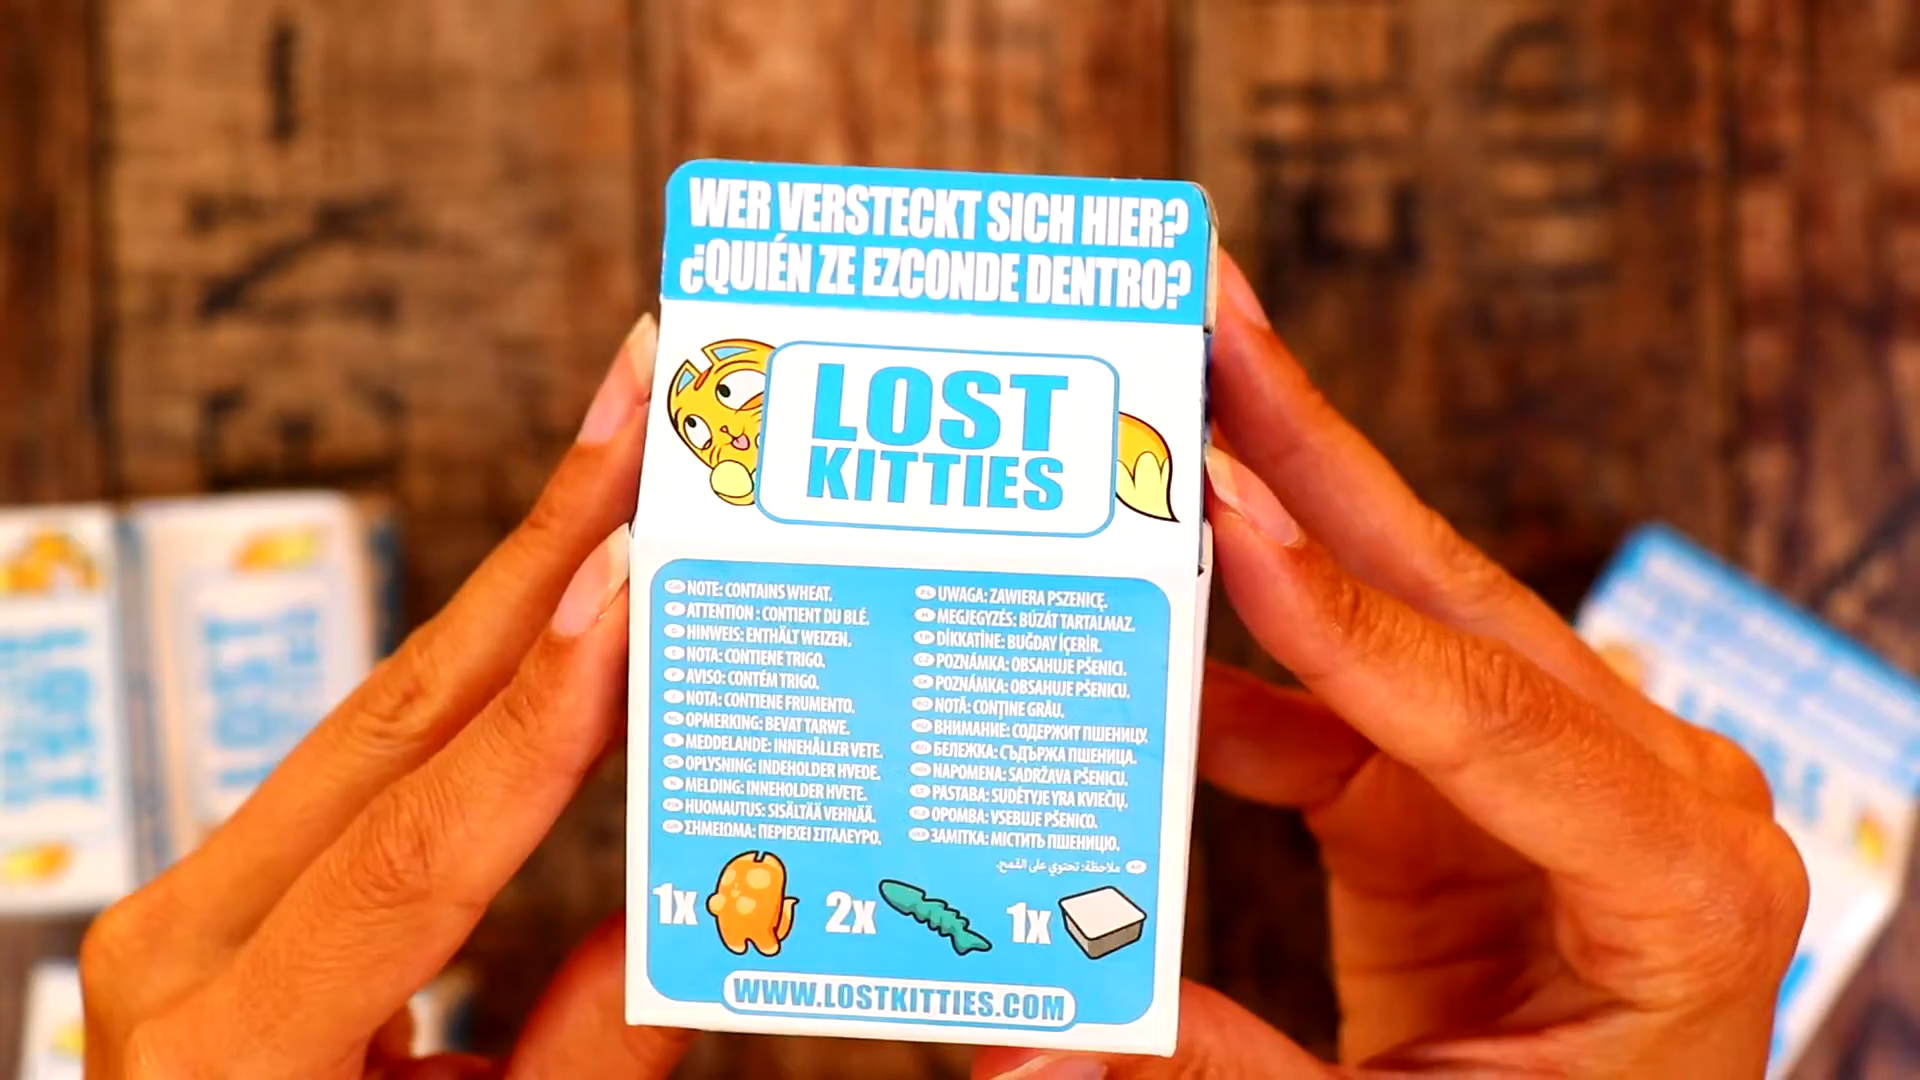 WER VERSTECKT SICH HIER?
¿QUIÉN ZE EZCONDE DENTRO?
LOST
KITTIES
NOTE: CONTAINS WHEAT.
ATTENTION : CONTIENT DU BLÉ.
HINWEIS: ENTHÄLT WEIZEN.
NOTA: CONTIENE TRIGO.
AVISO: CONTÉM TRIGO.
NOTA: CONTIENE FRUMENTO.
OPMERKING: BEVAT TARWE.
MEDDELANDE: INNEHÅLLER VETE.
OPLYSNING: INDEHOLDER HVEDE.
MELDING: INNEHOLDER HVETE.
HUOMAUTUS: SISÄLTÄÄ VEHNÄÄ.
ΣΗΜΕΙΩΜΑ: ΠΕΡΙΕΧΕΙ ΣΙΤΑΛΕΥΡΟ.
UWAGA: ZAWIERA PSZENICĘ.
MEGJEGYZÉS: BÚZÁT TARTALMAZ.
DİKKATİNE: BUĞDAY İÇERİR.
POZNÁMKA: OBSAHUJE PŠENICI.
POZNÁMKA: OBSAHUJE PŠENICU.
NOTĂ: CONȚINE GRÂU.
ВНИМАНИЕ: СОДЕРЖИТ ПШЕНИЦУ.
БЕЛЕЖКА: СЪДЪРЖА ПШЕНИЦА.
NAPOMENA: SADRŽAVA PŠENICU.
PASTABA: SUDĖTYJE YRA KVIEČIŲ.
OPOMBA: VSEBUJE PŠENICO.
ЗАМІТКА: МІСТИТЬ ПШЕНИЦЮ.
ملاحظة: تحتوي على القمح.
1X
2X
1X
WWW.LOSTKITTIES.COM